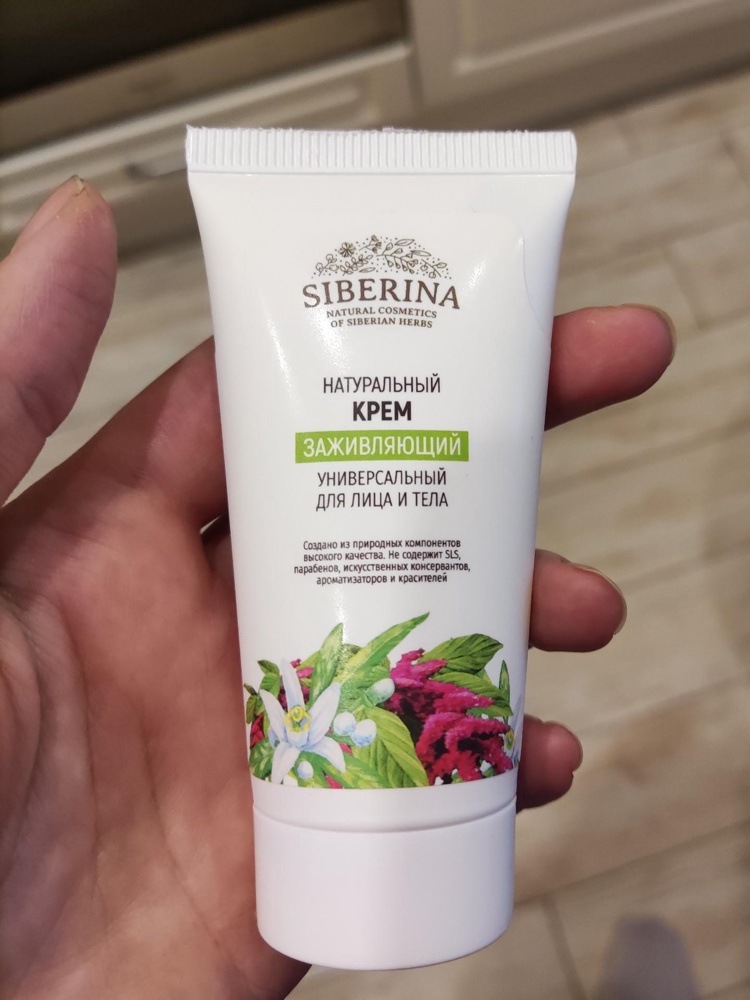 SIBERINA
NATURAL COSMETICS
OF SIBERIAN HERBS
НАТУРАЛЬНЫЙ
КРЕМ
ЗАЖИВЛЯЮЩИЙ
УНИВЕРСАЛЬНЫЙ
ДЛЯ ЛИЦА И ТЕЛА
Создано из природных компонентов
высокого качества. Не содержит SLS,
парабенов, искусственных консервантов,
ароматизаторов и красителей